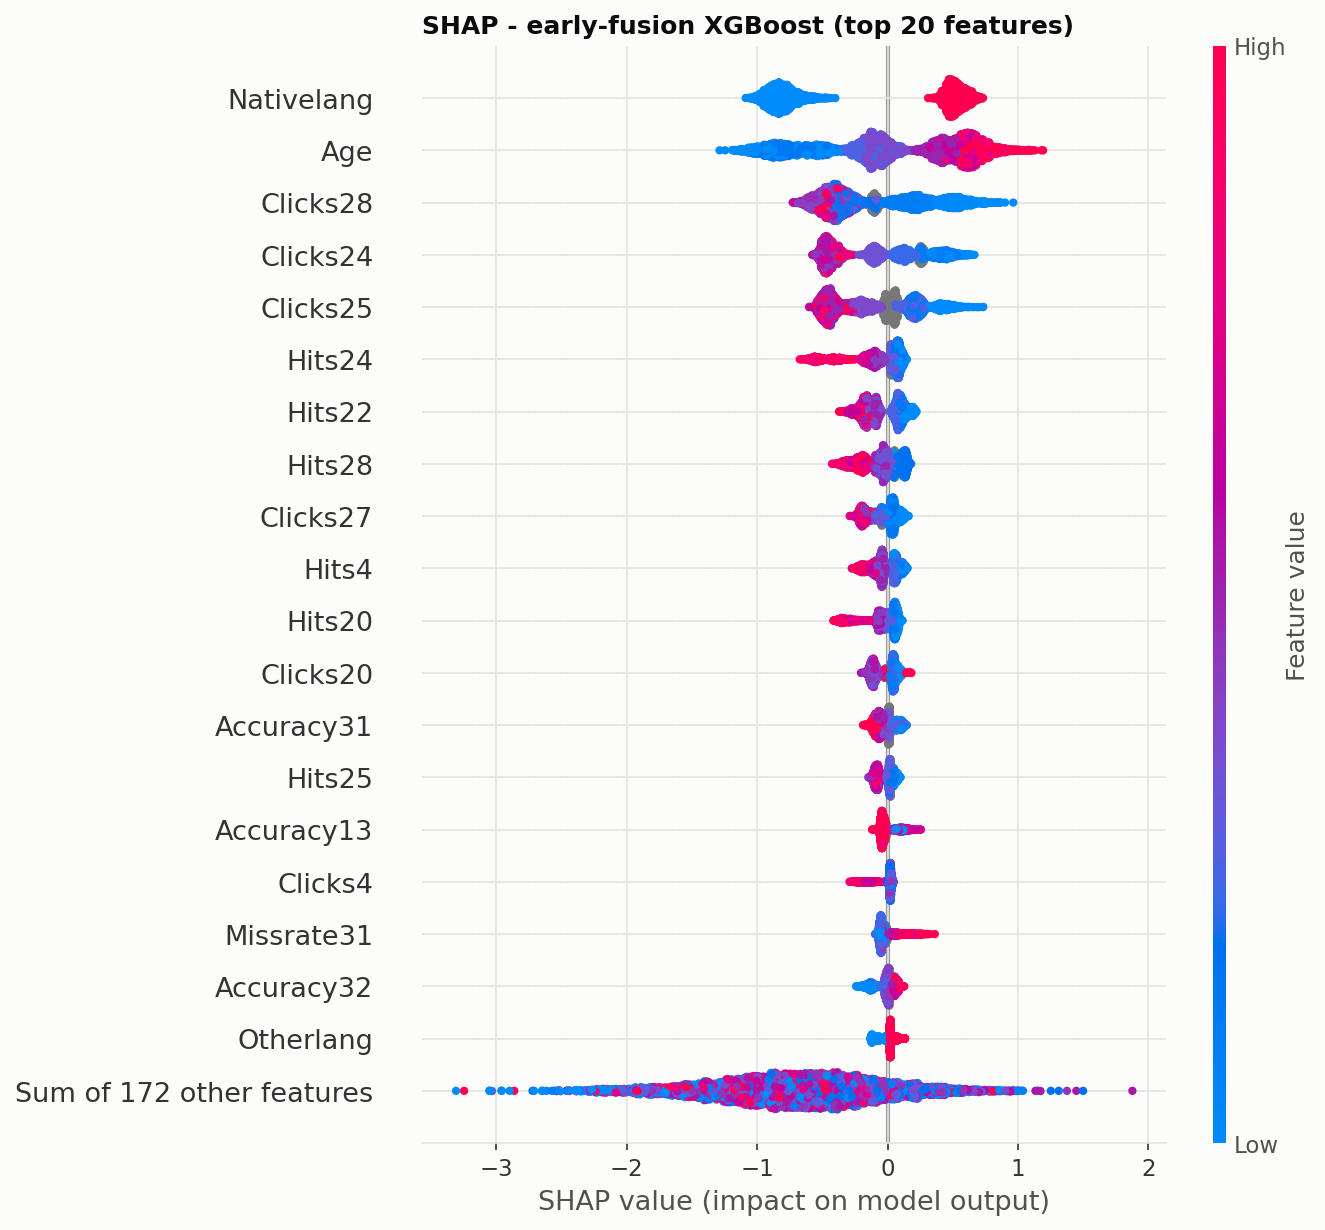 SHAP - early-fusion XGBoost (top 20 features)
High
Nativelang
Age
Clicks28
Clicks24
Clicks25
Hits24
Hits22
Hits28
Clicks27
Hits4
Hits20
Clicks20
Accuracy31
Hits25
Accuracy13
Clicks4
Missrate31
Accuracy32
Otherlang
Sum of 172 other features
Feature value
Low
−3 −2 −1 0 1 2
SHAP value (impact on model output)